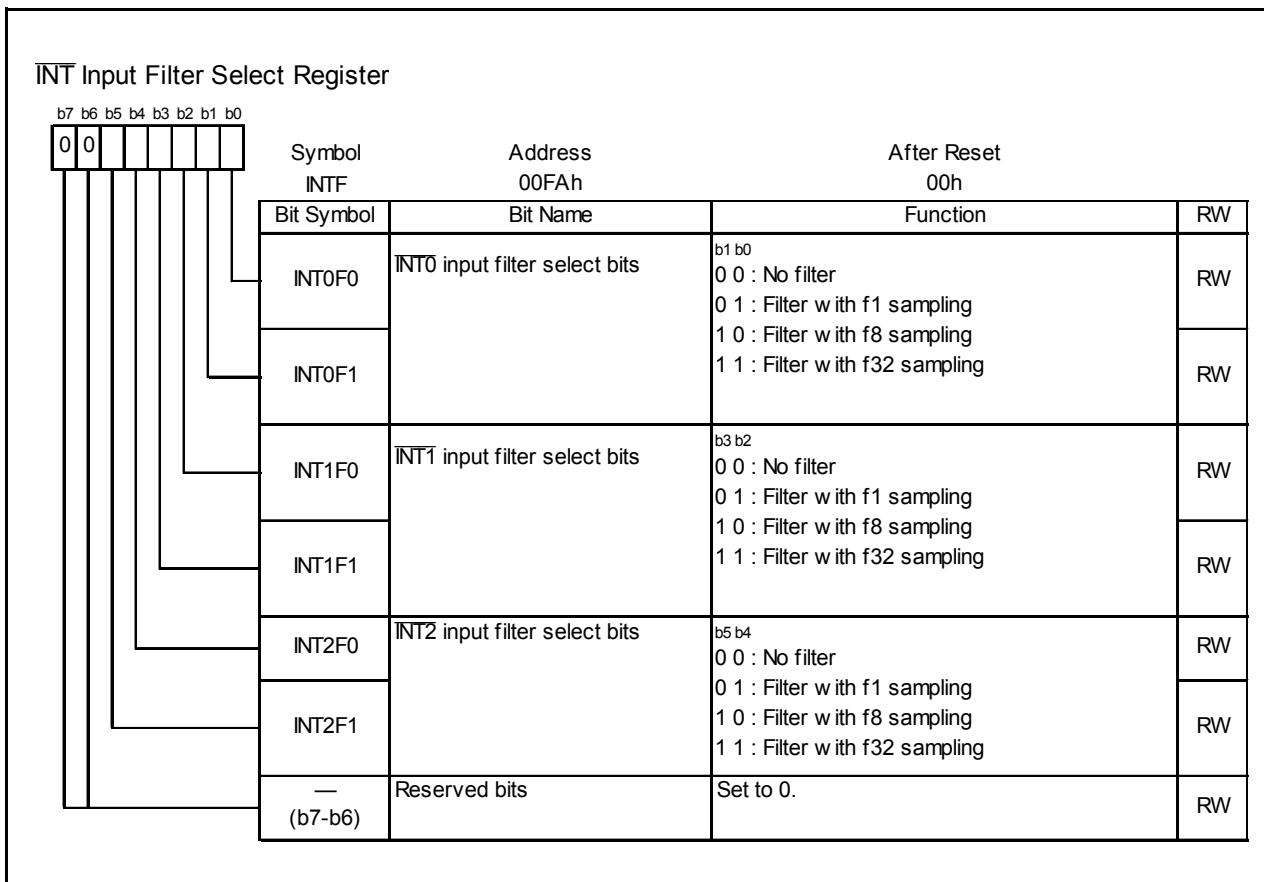 INT Input Filter Select Register
b7 b6 b5 b4 b3 b2 b1 b0
0 0
Symbol Address After Reset
INTF 00FAh 00h
Bit Symbol Bit Name Function RW
INT0F0 INT0 input filter select bits b1 b0 RW
0 0 : No filter
0 1 : Filter with f1 sampling
1 0 : Filter with f8 sampling
INT0F1 1 1 : Filter with f32 sampling RW
INT1F0 INT1 input filter select bits b3 b2 RW
0 0 : No filter
0 1 : Filter with f1 sampling
1 0 : Filter with f8 sampling
INT1F1 1 1 : Filter with f32 sampling RW
INT2F0 INT2 input filter select bits b5 b4 RW
0 0 : No filter
0 1 : Filter with f1 sampling
INT2F1 1 0 : Filter with f8 sampling RW
1 1 : Filter with f32 sampling
— Reserved bits Set to 0. RW
(b7-b6)